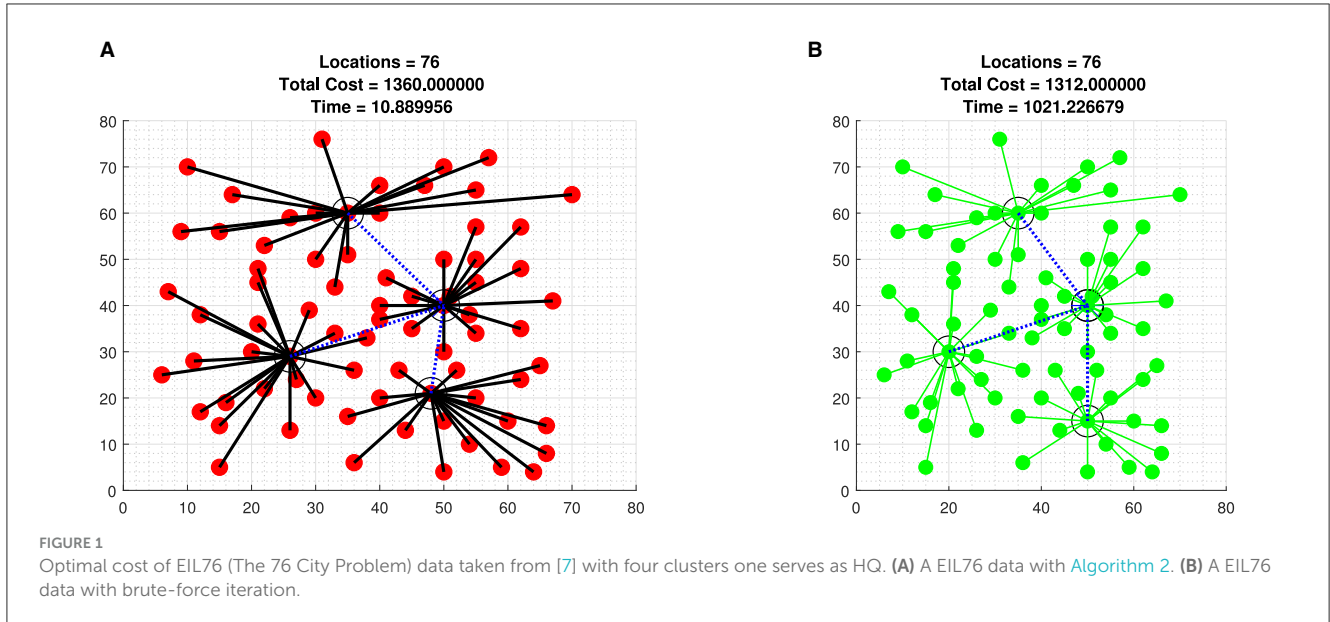 A
Locations = 76
Total Cost = 1360.000000
Time = 10.889956
80
70
60
50
40
30
20
10
0
0 10 20 30 40 50 60 70 80
B
Locations = 76
Total Cost = 1312.000000
Time = 1021.226679
80
70
60
50
40
30
20
10
0
0 20 40 60 80
FIGURE 1
Optimal cost of EIL76 (The 76 City Problem) data taken from [7] with four clusters one serves as HQ. (A) A EIL76 data with Algorithm 2. (B) A EIL76
data with brute-force iteration.